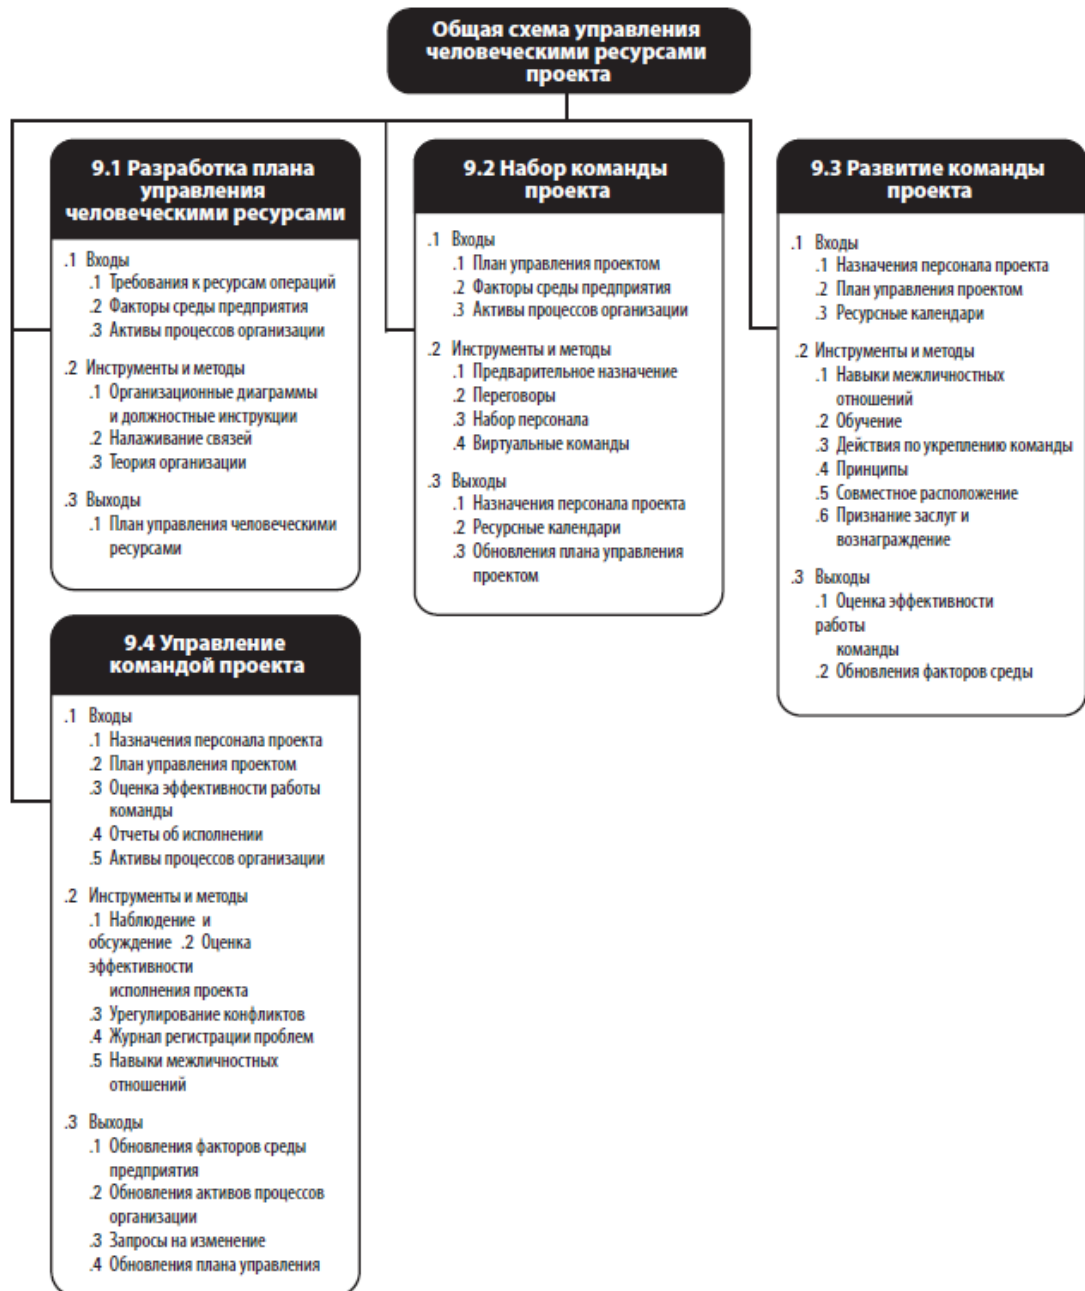 Общая схема управления
человеческими ресурсами
проекта
9.1 Разработка плана
управления
человеческими ресурсами
.1 Входы
.1 Требования к ресурсам операций
.2 Факторы среды предприятия
.3 Активы процессов организации
.2 Инструменты и методы
.1 Организационные диаграммы
и должностные инструкции
.2 Налаживание связей
.3 Теория организации
.3 Выходы
.1 План управления человеческими
ресурсами
9.2 Набор команды
проекта
.1 Входы
.1 План управления проектом
.2 Факторы среды предприятия
.3 Активы процессов организации
.2 Инструменты и методы
.1 Предварительное назначение
.2 Переговоры
.3 Набор персонала
.4 Виртуальные команды
.3 Выходы
.1 Назначения персонала проекта
.2 Ресурсные календари
.3 Обновления плана управления
проектом
9.3 Развитие команды
проекта
.1 Входы
.1 Назначения персонала проекта
.2 План управления проектом
.3 Ресурсные календари
.2 Инструменты и методы
.1 Навыки межличностных
отношений
.2 Обучение
.3 Действия по укреплению команды
.4 Принципы
.5 Совместное расположение
.6 Признание заслуг и
вознаграждение
.3 Выходы
.1 Оценка эффективности
работы
команды
.2 Обновления факторов среды
9.4 Управление
командой проекта
.1 Входы
.1 Назначения персонала проекта
.2 План управления проектом
.3 Оценка эффективности работы
команды
.4 Отчеты об исполнении
.5 Активы процессов организации
.2 Инструменты и методы
.1 Наблюдение и
обсуждение .2 Оценка
эффективности
исполнения проекта
.3 Урегулирование конфликтов
.4 Журнал регистрации проблем
.5 Навыки межличностных
отношений
.3 Выходы
.1 Обновления факторов среды
предприятия
.2 Обновления активов процессов
организации
.3 Запросы на изменение
.4 Обновления плана управления